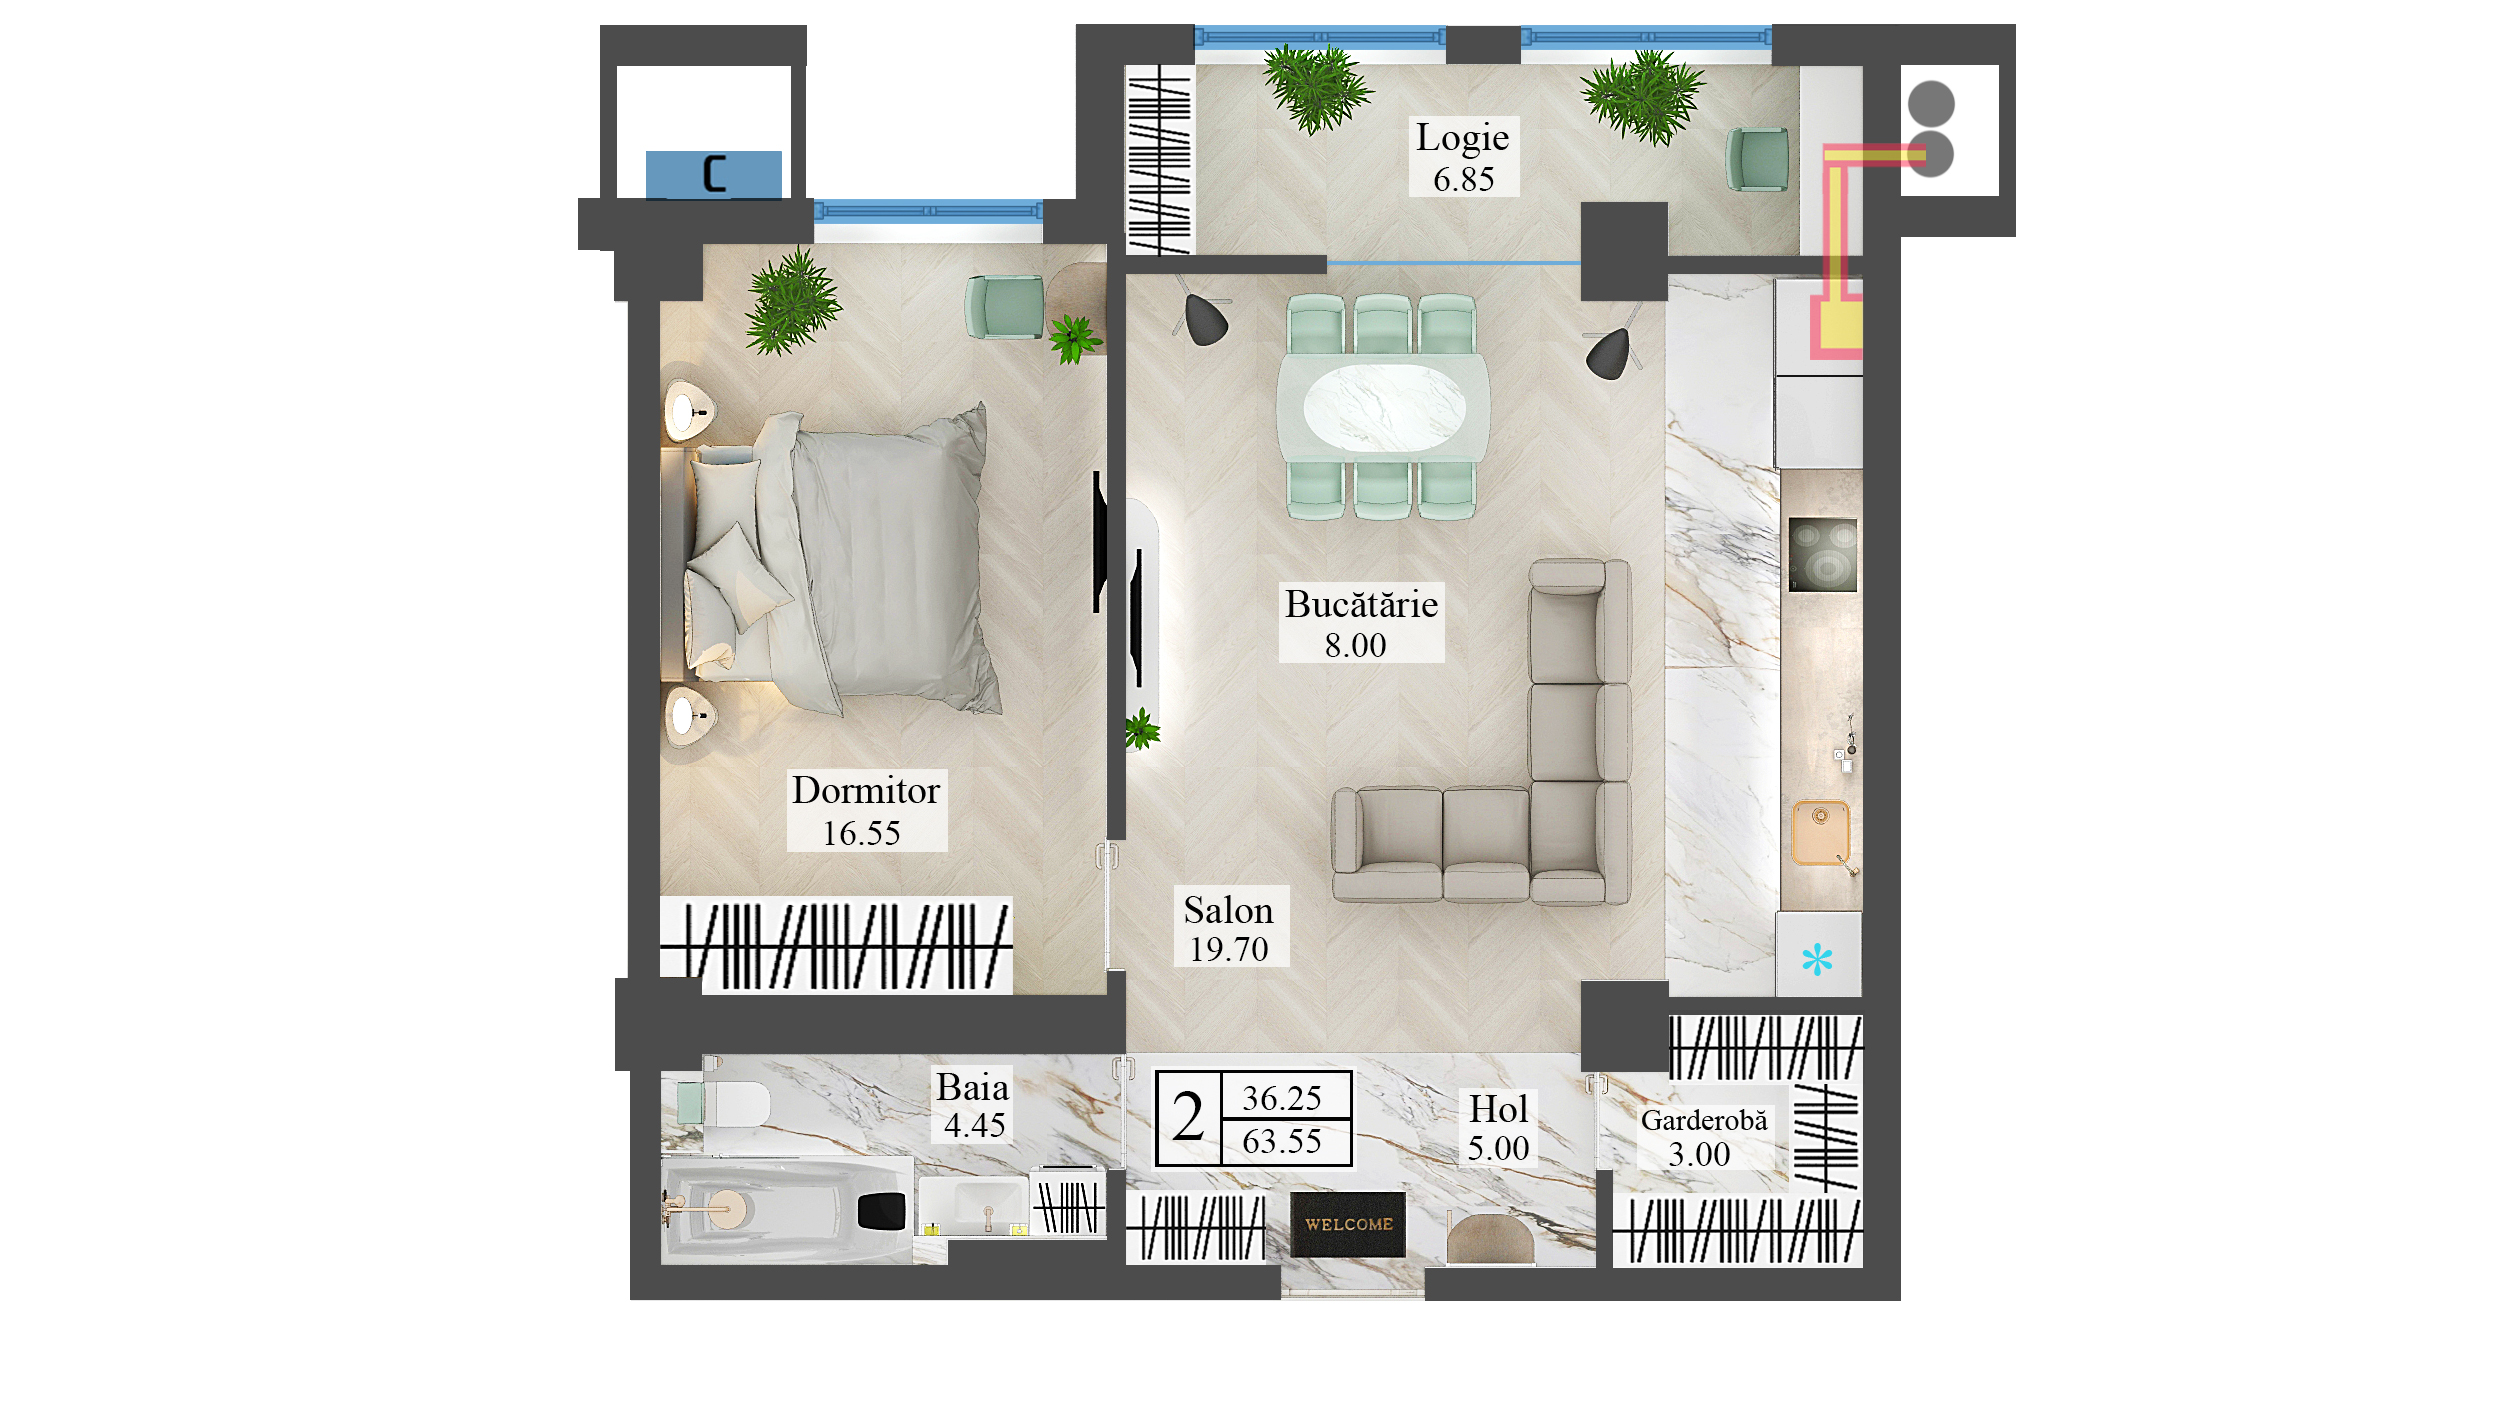 C
Logie
6.85
Bucătărie
8.00
Dormitor
16.55
Salon
19.70
*
Baia
4.45
2
36.25
63.55
Hol
5.00
Garderobă
3.00
WELCOME